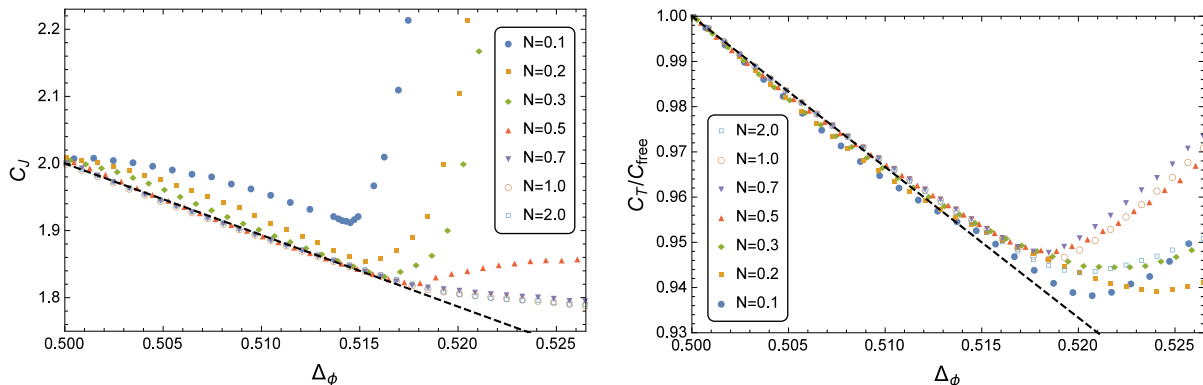 C_J
2.2
2.1
2.0
1.9
1.8
0.500
0.505
0.510
0.515
0.520
0.525
Δ_ϕ
N=0.1
N=0.2
N=0.3
N=0.5
N=0.7
N=1.0
N=2.0
C_T/C_free
1.00
0.99
0.98
0.97
0.96
0.95
0.94
0.93
0.500
0.505
0.510
0.515
0.520
0.525
Δ_ϕ
N=2.0
N=1.0
N=0.7
N=0.5
N=0.3
N=0.2
N=0.1